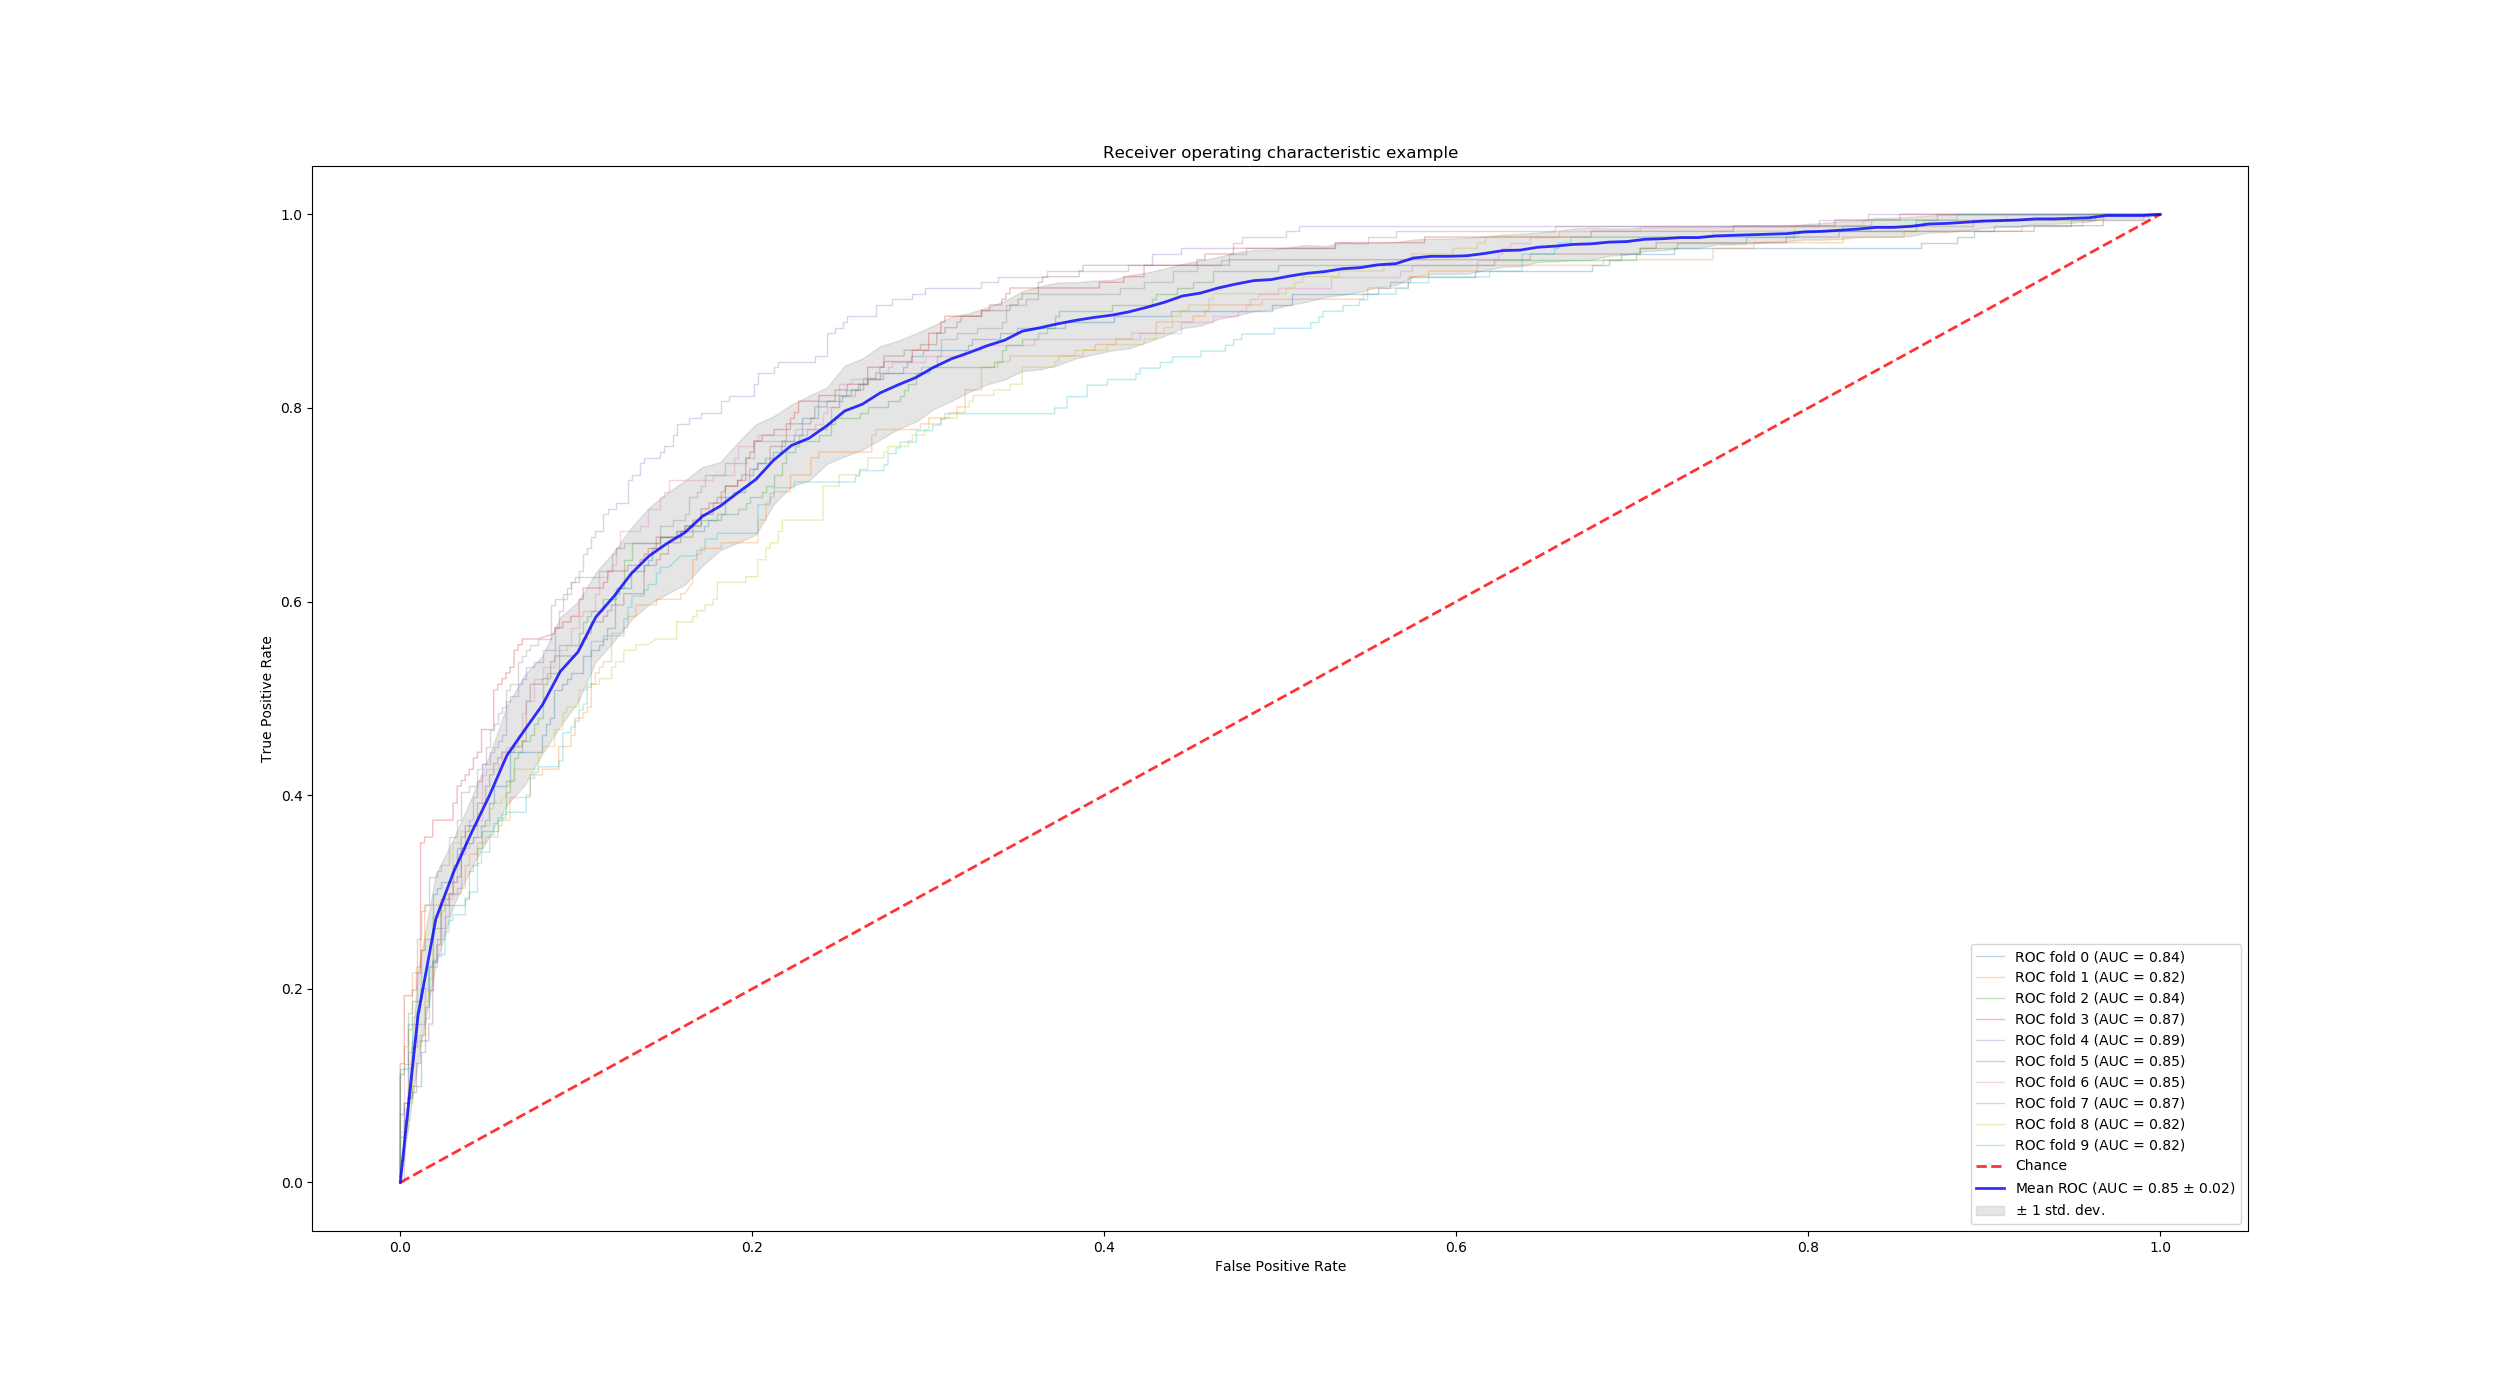 Receiver operating characteristic example
1.0
0.8
0.6
0.4
0.2
0.0
True Positive Rate
0.0 0.2 0.4 0.6 0.8 1.0
False Positive Rate
ROC fold 0 (AUC = 0.84)
ROC fold 1 (AUC = 0.82)
ROC fold 2 (AUC = 0.84)
ROC fold 3 (AUC = 0.87)
ROC fold 4 (AUC = 0.89)
ROC fold 5 (AUC = 0.85)
ROC fold 6 (AUC = 0.85)
ROC fold 7 (AUC = 0.87)
ROC fold 8 (AUC = 0.82)
ROC fold 9 (AUC = 0.82)
Chance
Mean ROC (AUC = 0.85 ± 0.02)
± 1 std. dev.